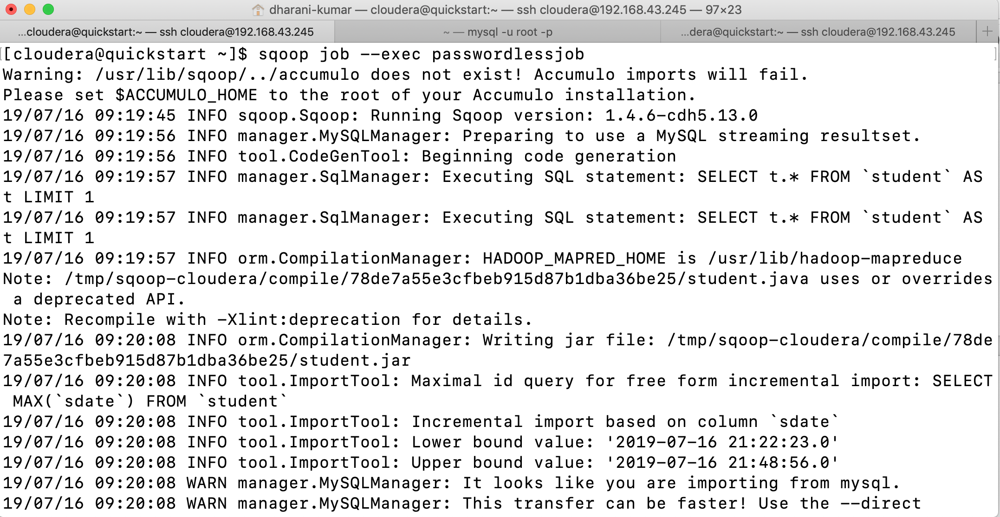 dharani-kumar — cloudera@quickstart:~ — ssh cloudera@192.168.43.245 — 97×23
...cloudera@quickstart:~ — ssh cloudera@192.168.43.245
~ — mysql -u root -p
...dera@quickstart:~ — ssh cloudera@192.168.43.245
[cloudera@quickstart ~]$ sqoop job --exec passwordlessjob
Warning: /usr/lib/sqoop/../accumulo does not exist! Accumulo imports will fail.
Please set $ACCUMULO_HOME to the root of your Accumulo installation.
19/07/16 09:19:45 INFO sqoop.Sqoop: Running Sqoop version: 1.4.6-cdh5.13.0
19/07/16 09:19:56 INFO manager.MySQLManager: Preparing to use a MySQL streaming resultset.
19/07/16 09:19:56 INFO tool.CodeGenTool: Beginning code generation
19/07/16 09:19:57 INFO manager.SqlManager: Executing SQL statement: SELECT t.* FROM `student` AS
t LIMIT 1
19/07/16 09:19:57 INFO manager.SqlManager: Executing SQL statement: SELECT t.* FROM `student` AS
t LIMIT 1
19/07/16 09:19:57 INFO orm.CompilationManager: HADOOP_MAPRED_HOME is /usr/lib/hadoop-mapreduce
Note: /tmp/sqoop-cloudera/compile/78de7a55e3cfbeb915d87b1dba36be25/student.java uses or overrides
 a deprecated API.
Note: Recompile with -Xlint:deprecation for details.
19/07/16 09:20:08 INFO orm.CompilationManager: Writing jar file: /tmp/sqoop-cloudera/compile/78de
7a55e3cfbeb915d87b1dba36be25/student.jar
19/07/16 09:20:08 INFO tool.ImportTool: Maximal id query for free form incremental import: SELECT
 MAX(`sdate`) FROM `student`
19/07/16 09:20:08 INFO tool.ImportTool: Incremental import based on column `sdate`
19/07/16 09:20:08 INFO tool.ImportTool: Lower bound value: '2019-07-16 21:22:23.0'
19/07/16 09:20:08 INFO tool.ImportTool: Upper bound value: '2019-07-16 21:48:56.0'
19/07/16 09:20:08 WARN manager.MySQLManager: It looks like you are importing from mysql.
19/07/16 09:20:08 WARN manager.MySQLManager: This transfer can be faster! Use the --direct